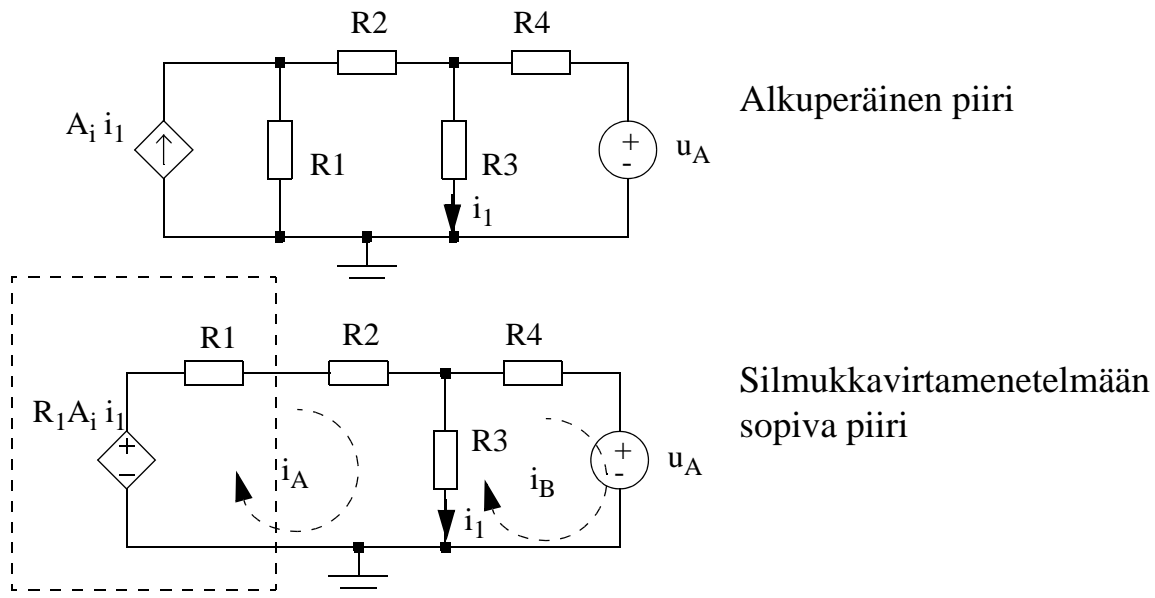 R2
R4
Alkuperäinen piiri
A_i i_1
R1
R3
+
-
u_A
i_1
R1
R2
R4
Silmukkavirtamenetelmään
sopiva piiri
R_1A_i i_1
+
−
R3
+
-
u_A
i_A
i_B
i_1